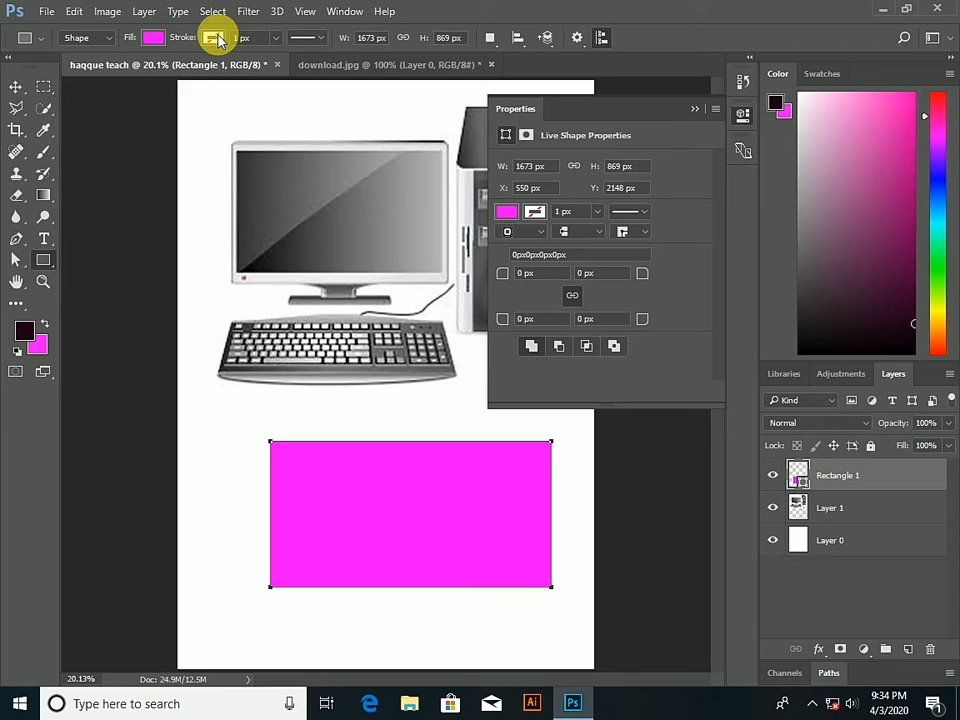 Ps File Edit Image Layer Type Select Filter 3D View Window Help
Shape Fill: Stroke: 1 px W: 1673 px H: 869 px
haqque teach @ 20.1% (Rectangle 1, RGB/8) * × download.jpg @ 100% (Layer 0, RGB/8#) * ×
Properties
Live Shape Properties
W: 1673 px H: 869 px
X: 550 px Y: 2148 px
1 px
0px0px0px0px
0 px 0 px
0 px 0 px
Color Swatches
Libraries Adjustments Layers
Kind
Normal Opacity: 100%
Lock: Fill: 100%
Rectangle 1
Layer 1
Layer 0
Channels Paths
20.13% Doc: 24.9M/12.5M
Type here to search
Ai Ps
9:34 PM
4/3/2020